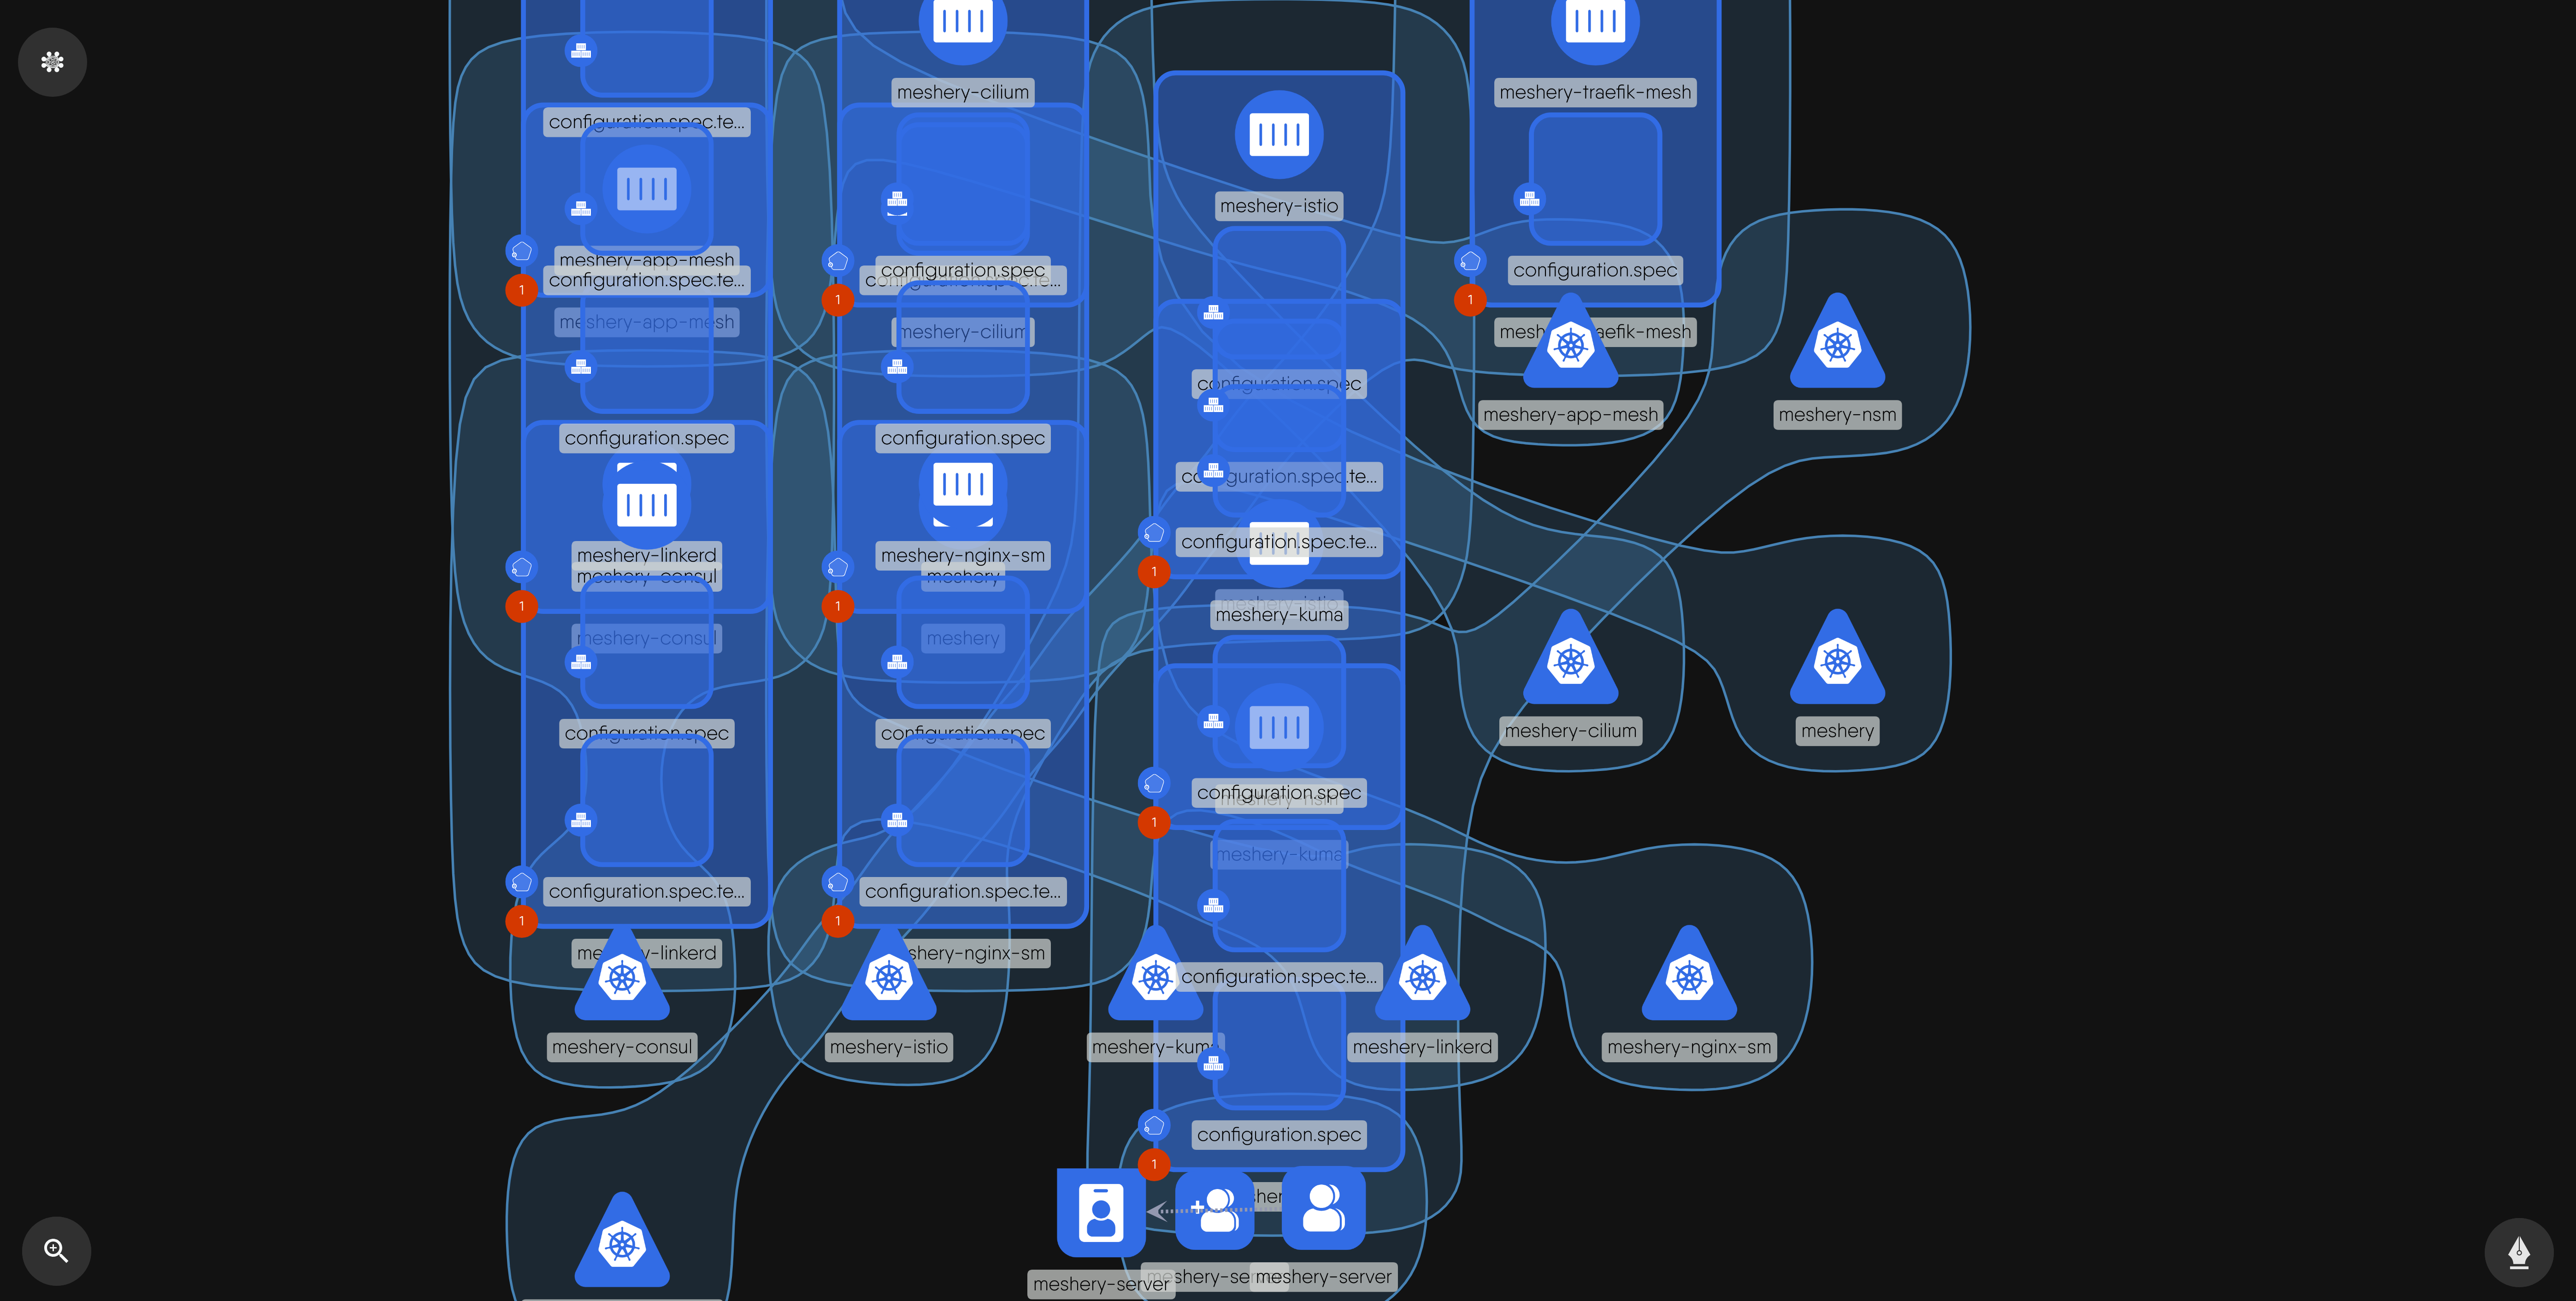 meshery-cilium
meshery-traefik-mesh
configuration.spec.te...
meshery-istio
meshery-app-mesh
configuration.spec.te...
configuration.spec
configuration.spec.te...
configuration.spec
meshery-app-mesh
meshery-cilium
meshery-traefik-mesh
configuration.spec
meshery-app-mesh
meshery-nsm
configuration.spec
configuration.spec
configuration.spec.te...
configuration.spec.te...
meshery-linkerd
meshery-nginx-sm
meshery-consul
meshery
meshery-istio
meshery-kuma
meshery-consul
meshery
configuration.spec
configuration.spec
meshery-cilium
meshery
configuration.spec
meshery-nsm
meshery-kuma
configuration.spec.te...
configuration.spec.te...
meshery-linkerd
meshery-nginx-sm
configuration.spec.te...
meshery-consul
meshery-istio
meshery-kuma
meshery-linkerd
meshery-nginx-sm
configuration.spec
meshery-server
meshery-server
meshery-server
1
1
1
1
1
1
1
1
1